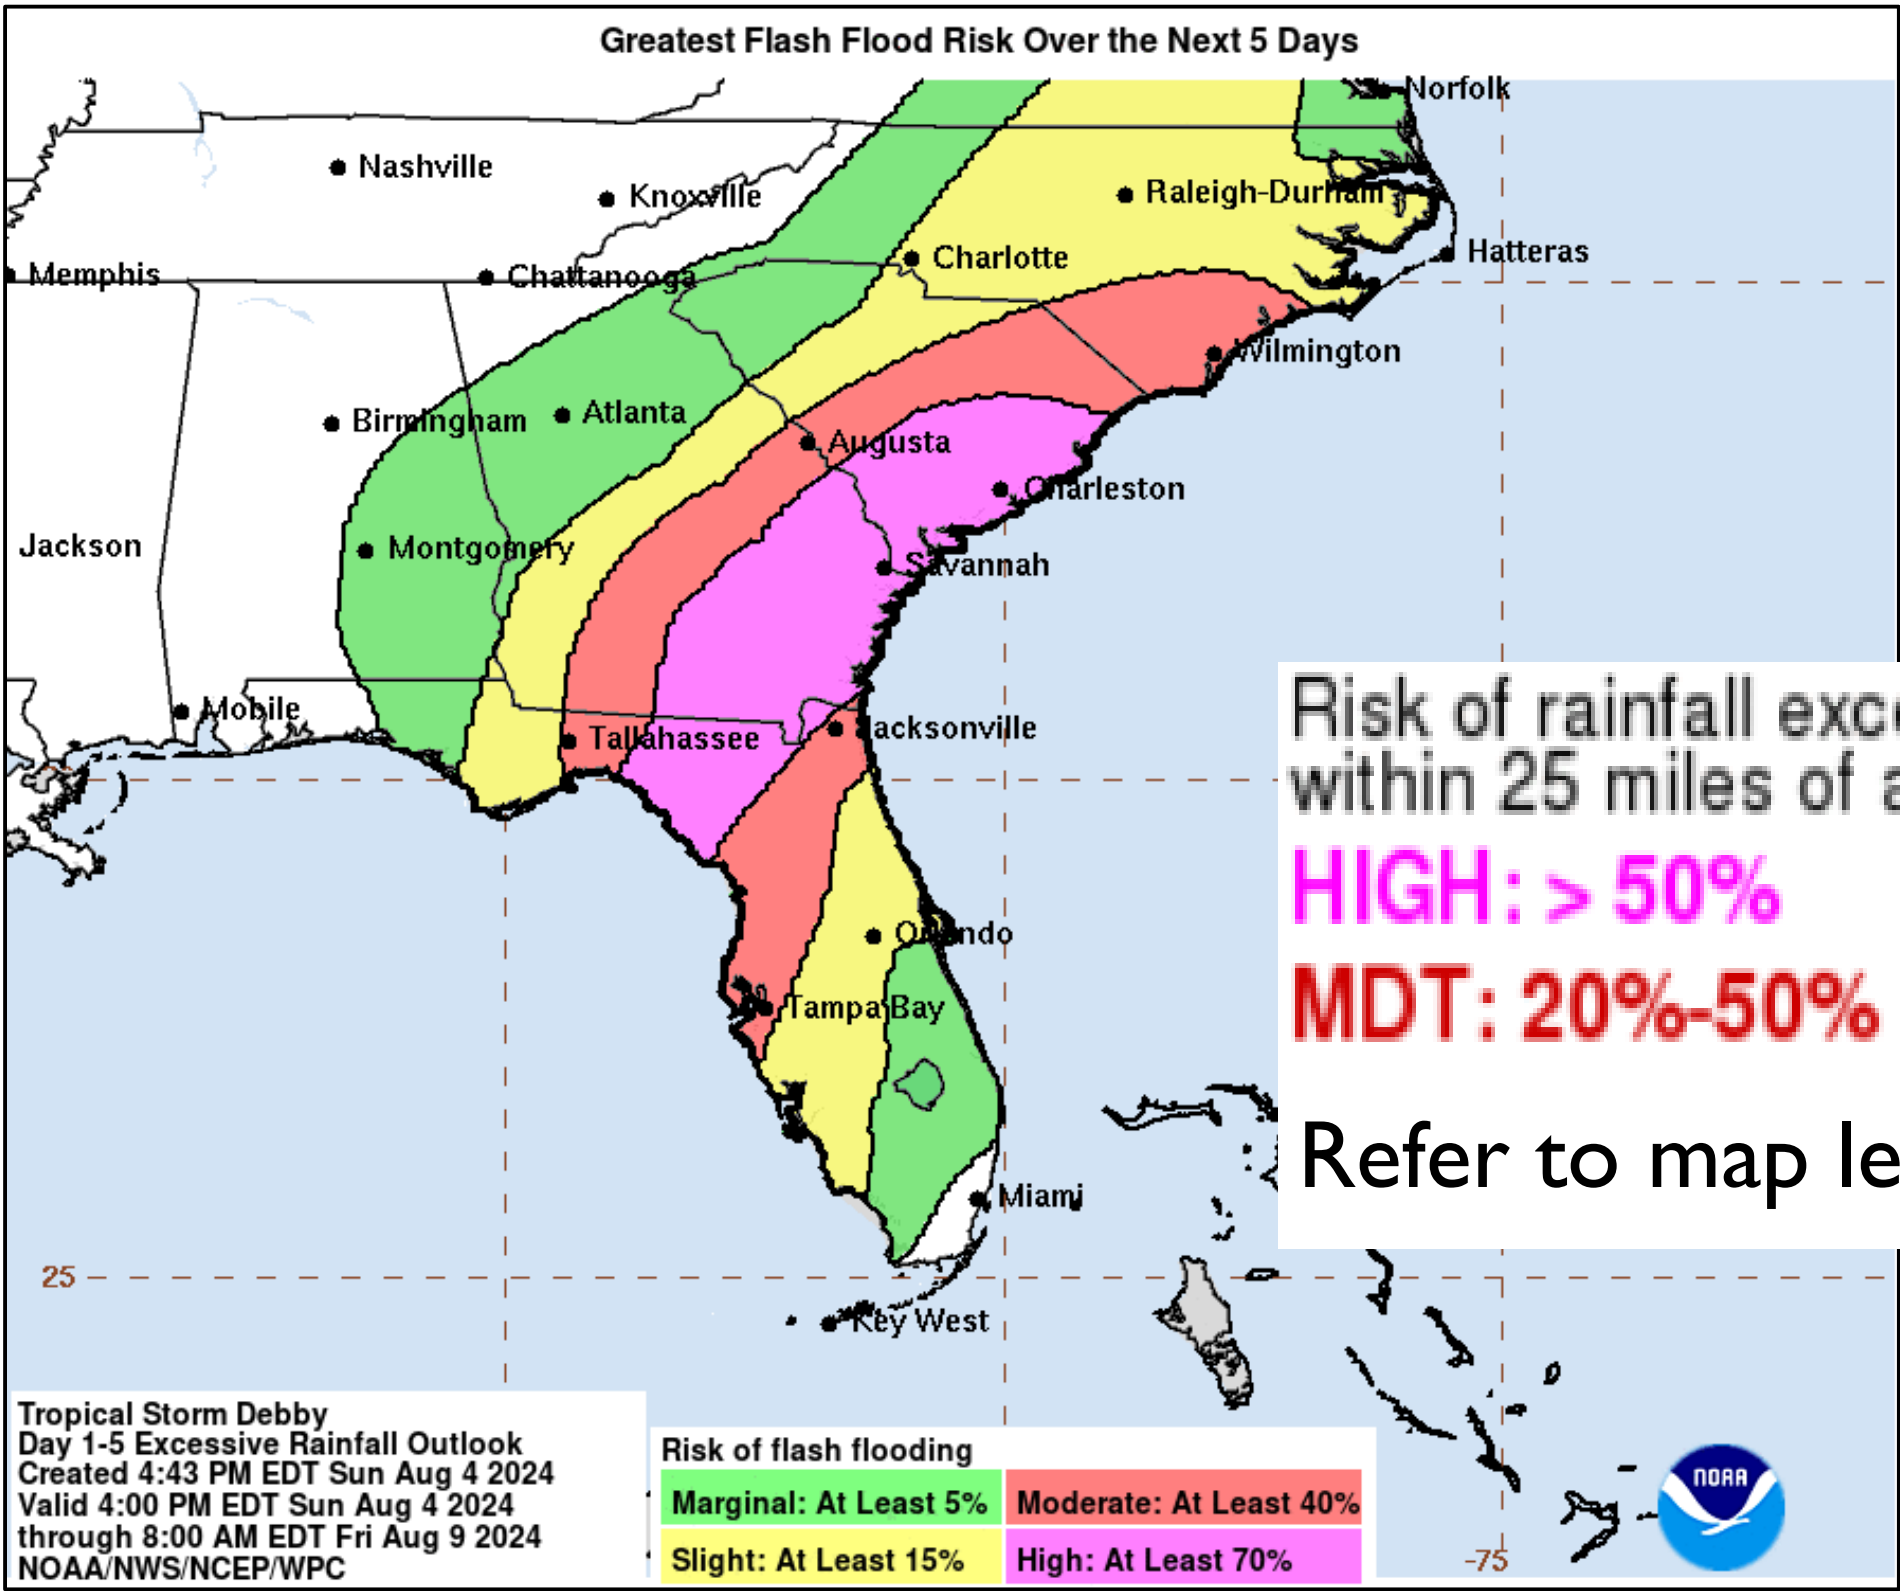 Greatest Flash Flood Risk Over the Next 5 Days
Norfolk
Nashville
Knoxville
Raleigh-Durham
Charlotte
Hatteras
Memphis
Chattanooga
Wilmington
Birmingham
Atlanta
Augusta
Charleston
Jackson
Montgomery
Savannah
Mobile
Tallahassee
Jacksonville
Orlando
Tampa Bay
Miami
Key West
25
-75
Risk of rainfall exc
within 25 miles of a
HIGH: > 50%
MDT: 20%-50%
Refer to map le
Tropical Storm Debby
Day 1-5 Excessive Rainfall Outlook
Created 4:43 PM EDT Sun Aug 4 2024
Valid 4:00 PM EDT Sun Aug 4 2024
through 8:00 AM EDT Fri Aug 9 2024
NOAA/NWS/NCEP/WPC
Risk of flash flooding
Marginal: At Least 5%
Moderate: At Least 40%
Slight: At Least 15%
High: At Least 70%
NOAA